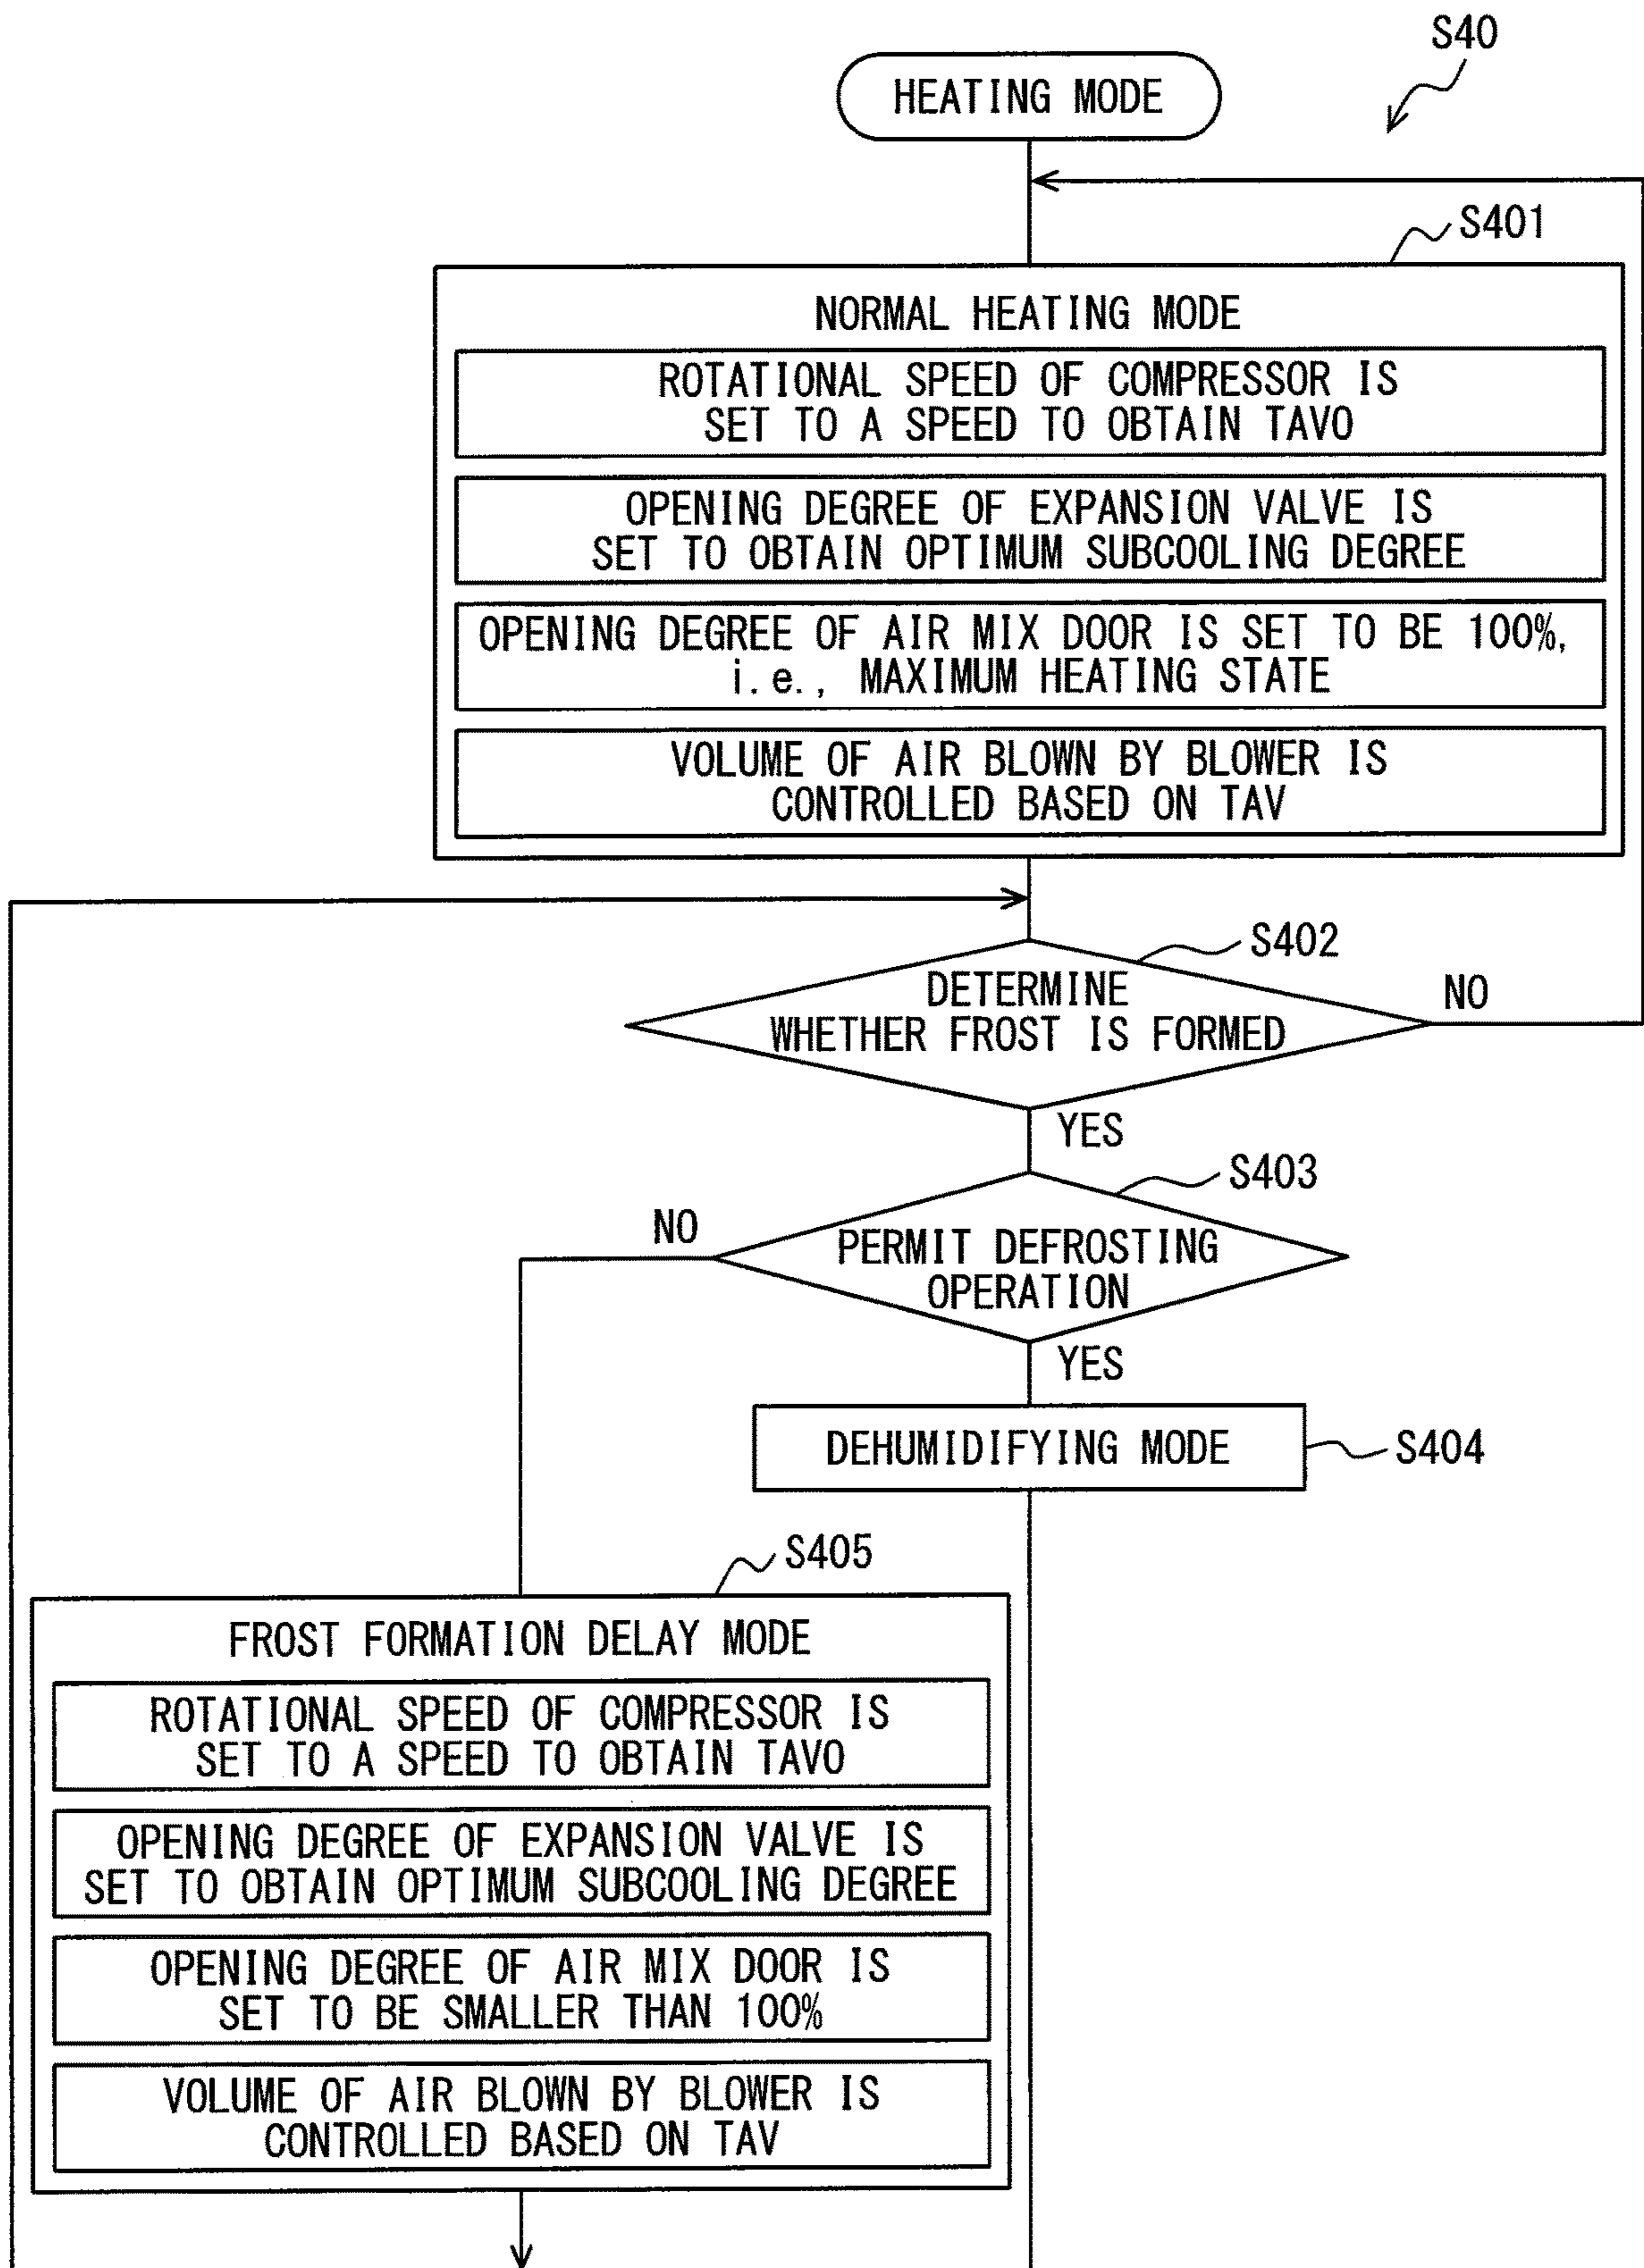 S40
HEATING MODE
S401
NORMAL HEATING MODE
ROTATIONAL SPEED OF COMPRESSOR IS
SET TO A SPEED TO OBTAIN TAVO
OPENING DEGREE OF EXPANSION VALVE IS
SET TO OBTAIN OPTIMUM SUBCOOLING DEGREE
OPENING DEGREE OF AIR MIX DOOR IS SET TO BE 100%,
i.e., MAXIMUM HEATING STATE
VOLUME OF AIR BLOWN BY BLOWER IS
CONTROLLED BASED ON TAV
S402
DETERMINE
WHETHER FROST IS FORMED
NO
YES
S403
NO
PERMIT DEFROSTING
OPERATION
YES
DEHUMIDIFYING MODE
S404
S405
FROST FORMATION DELAY MODE
ROTATIONAL SPEED OF COMPRESSOR IS
SET TO A SPEED TO OBTAIN TAVO
OPENING DEGREE OF EXPANSION VALVE IS
SET TO OBTAIN OPTIMUM SUBCOOLING DEGREE
OPENING DEGREE OF AIR MIX DOOR IS
SET TO BE SMALLER THAN 100%
VOLUME OF AIR BLOWN BY BLOWER IS
CONTROLLED BASED ON TAV